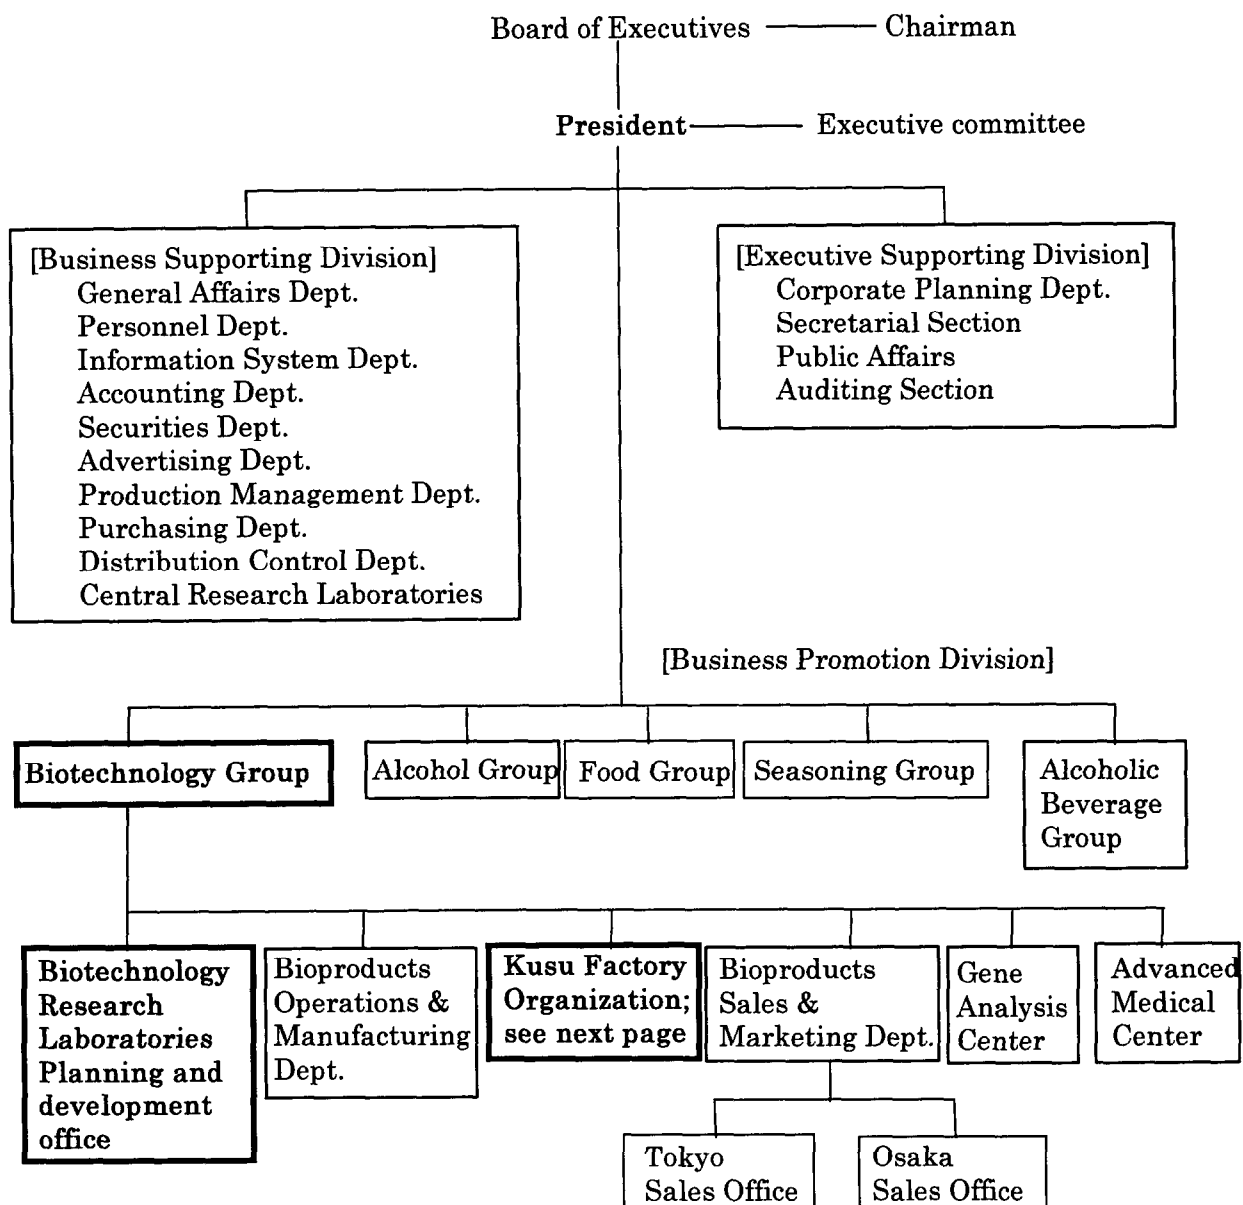 Board of Executives Chairman
President Executive committee
[Business Supporting Division]
General Affairs Dept.
Personnel Dept.
Information System Dept.
Accounting Dept.
Securities Dept.
Advertising Dept.
Production Management Dept.
Purchasing Dept.
Distribution Control Dept.
Central Research Laboratories
[Executive Supporting Division]
Corporate Planning Dept.
Secretarial Section
Public Affairs
Auditing Section
[Business Promotion Division]
Biotechnology Group
Alcohol Group
Food Group
Seasoning Group
Alcoholic
Beverage
Group
Biotechnology
Research
Laboratories
Planning and
development
office
Bioproducts
Operations &
Manufacturing
Dept.
Kusu Factory
Organization;
see next page
Bioproducts
Sales &
Marketing Dept.
Gene
Analysis
Center
Advanced
Medical
Center
Tokyo
Sales Office
Osaka
Sales Office